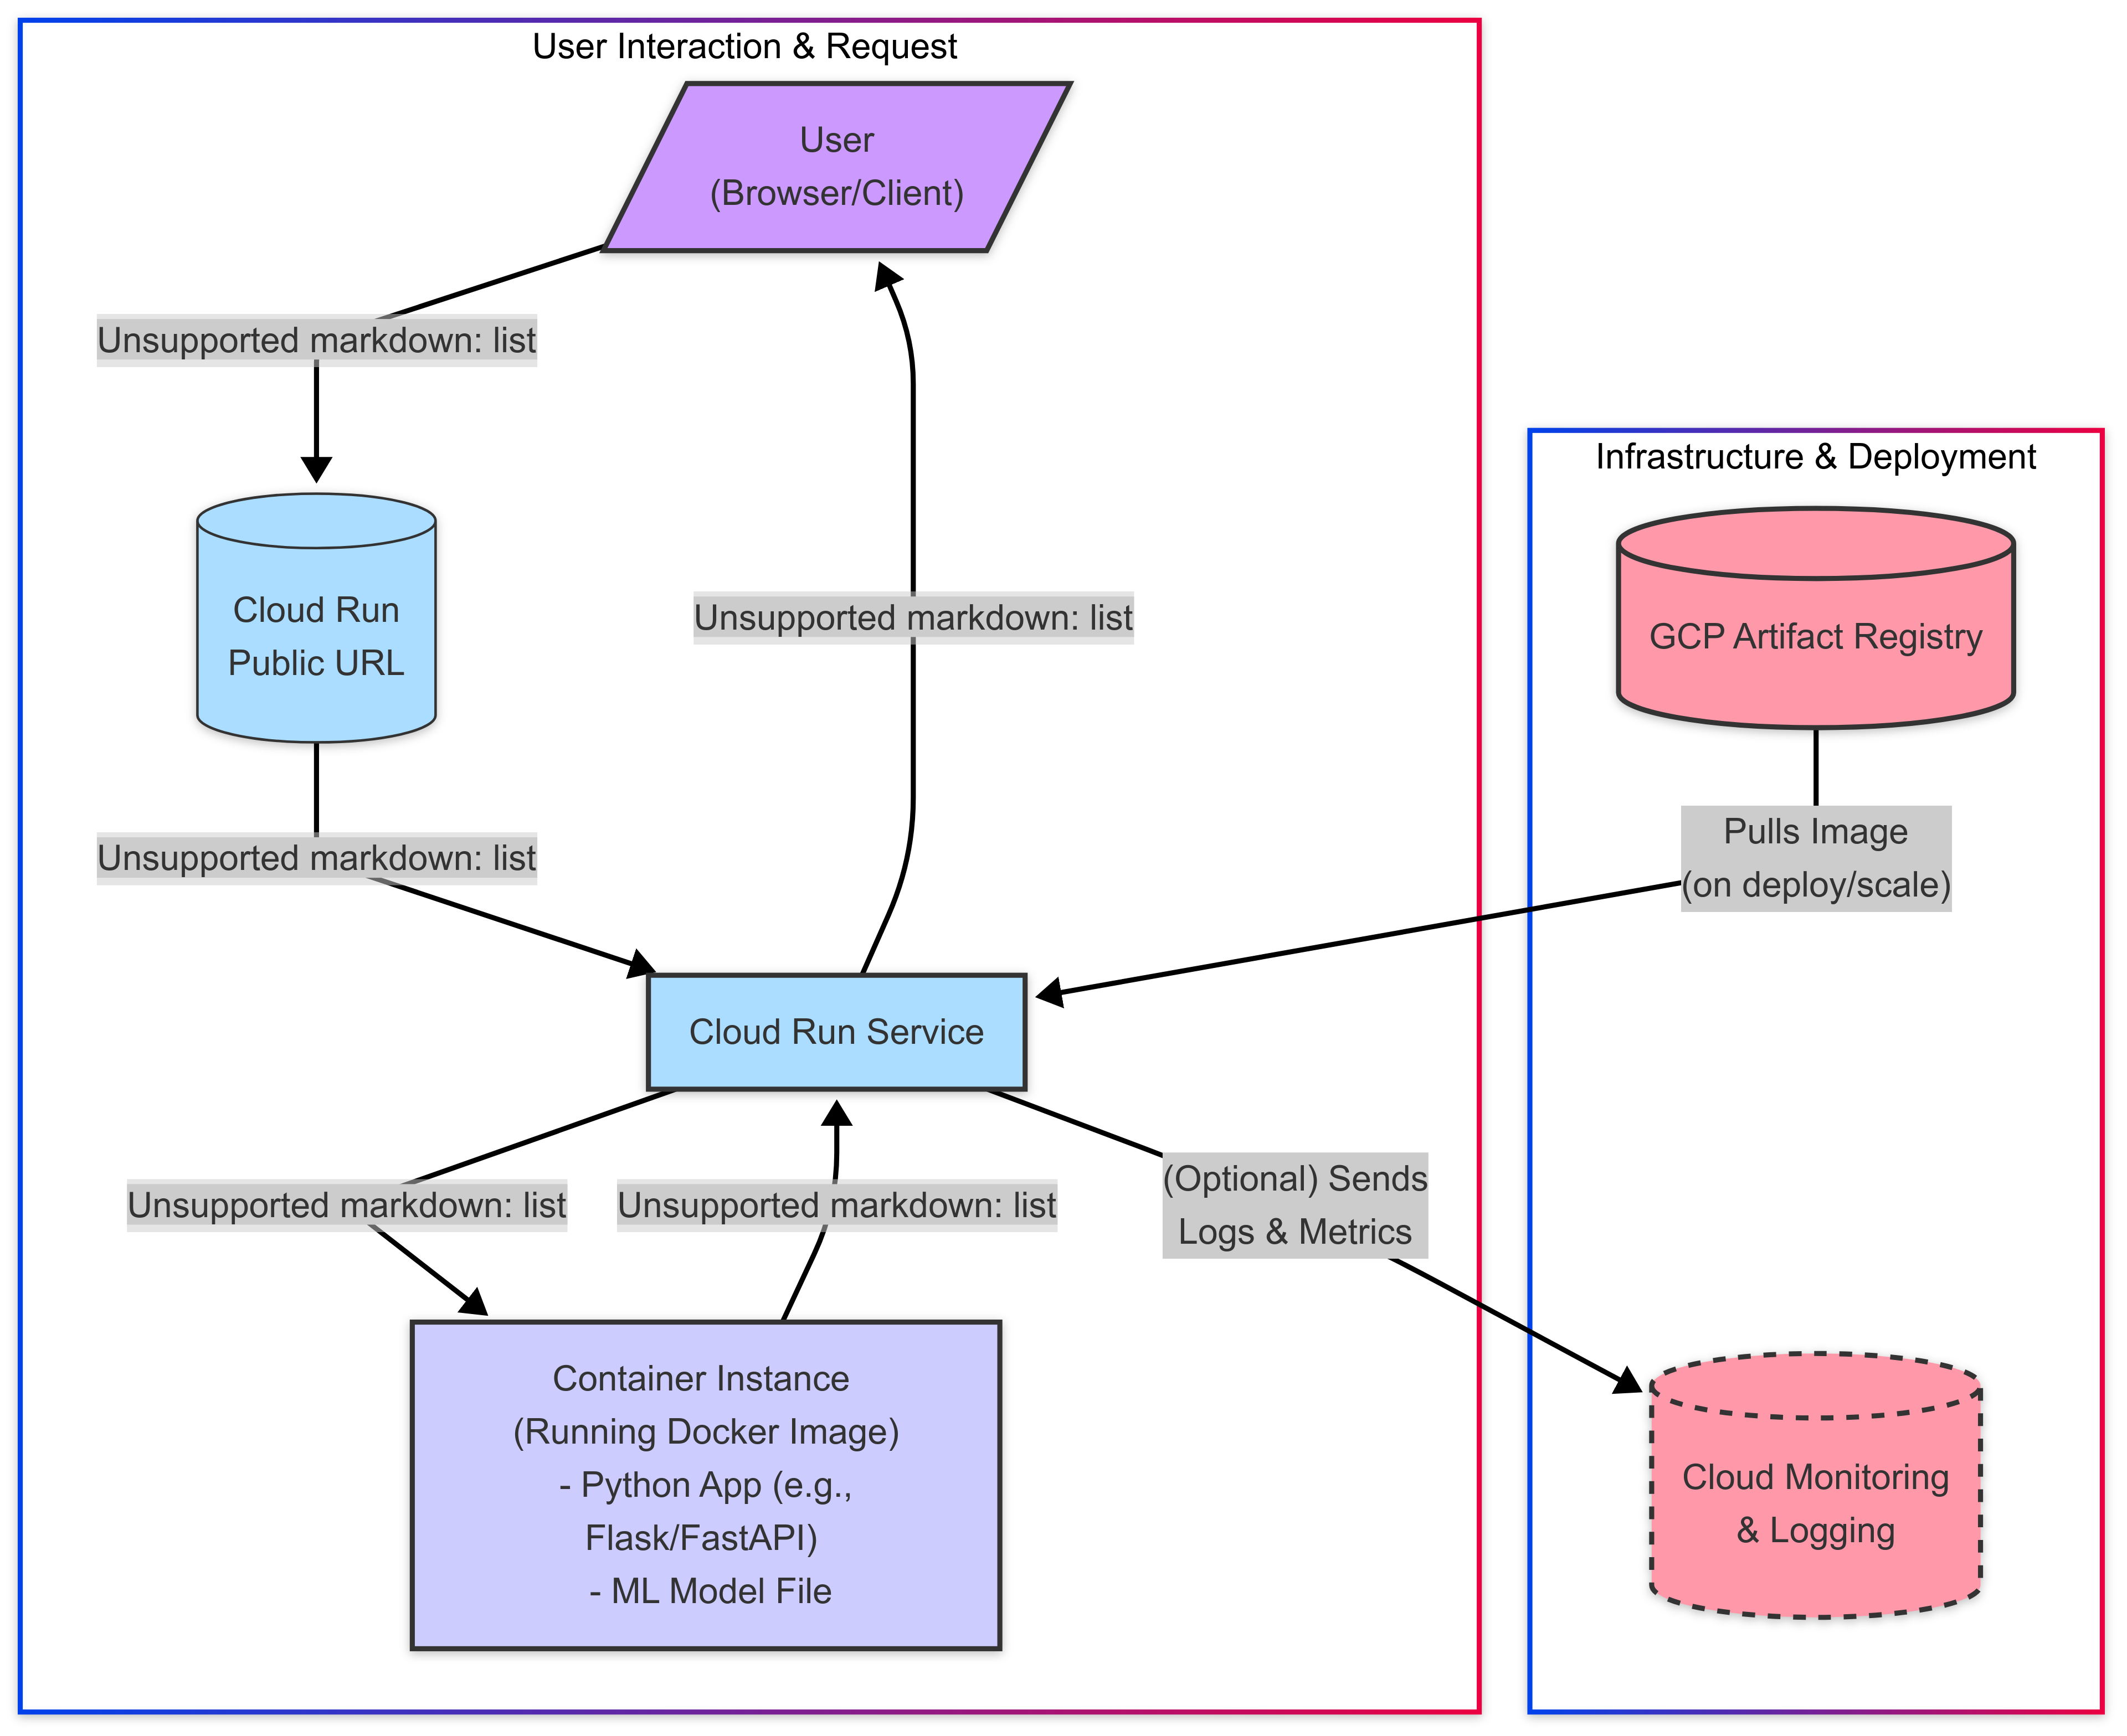 User Interaction & Request
User
(Browser/Client)
Unsupported markdown: list
Cloud Run
Public URL
Unsupported markdown: list
Unsupported markdown: list
Cloud Run Service
Unsupported markdown: list
Unsupported markdown: list
(Optional) Sends
Logs & Metrics
Container Instance
(Running Docker Image)
- Python App (e.g.,
Flask/FastAPI)
- ML Model File
Infrastructure & Deployment
GCP Artifact Registry
Pulls Image
(on deploy/scale)
Cloud Monitoring
& Logging